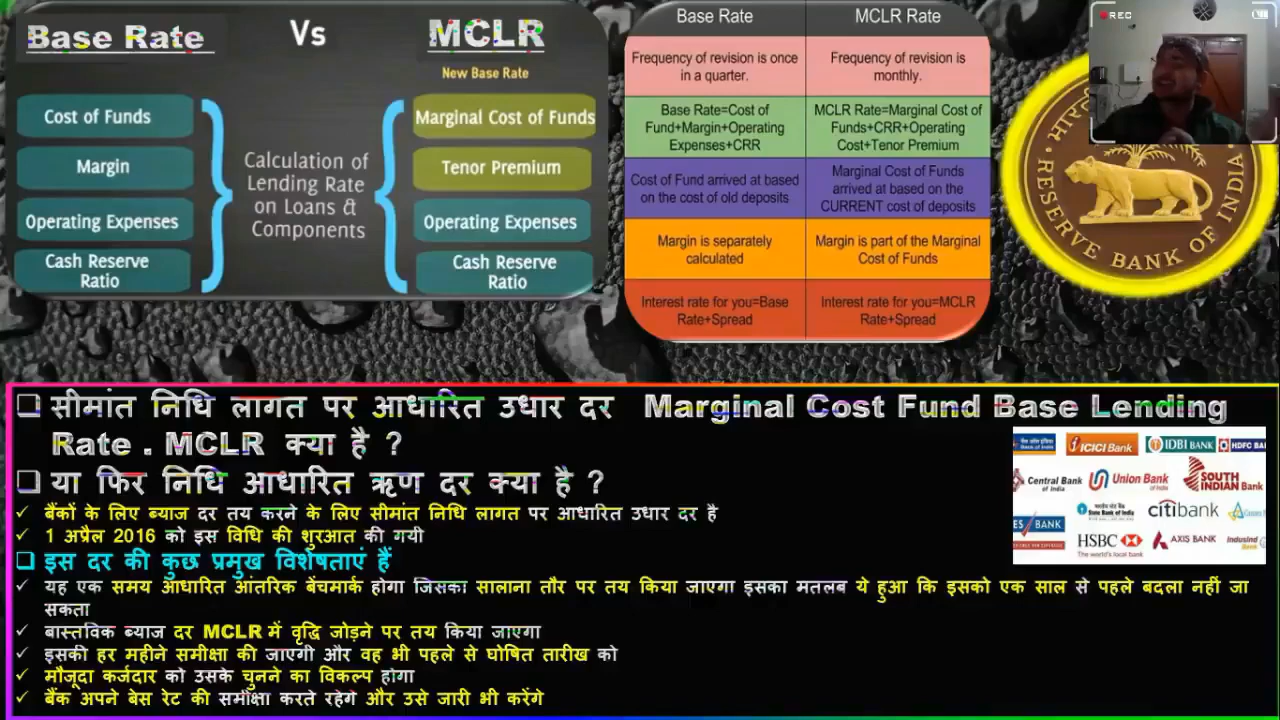 Base Rate
Vs
MCLR
New Base Rate
Cost of Funds
Margin
Operating Expenses
Cash Reserve
Ratio
Calculation of
Lending Rate
on Loans &
Components
Marginal Cost of Funds
Tenor Premium
Operating Expenses
Cash Reserve
Ratio
Base Rate
MCLR Rate
Frequency of revision is once
in a quarter.
Frequency of revision is
monthly.
Base Rate=Cost of
Fund+Margin+Operating
Expenses+CRR
MCLR Rate=Marginal Cost of
Funds+CRR+Operating
Cost+Tenor Premium
Cost of Fund arrived at based
on the cost of old deposits
Marginal Cost of Funds
arrived at based on the
CURRENT cost of deposits
Margin is separately
calculated
Margin is part of the Marginal
Cost of Funds
Interest rate for you=Base
Rate+Spread
Interest rate for you=MCLR
Rate+Spread
REC
RESERVE BANK OF INDIA
सीमांत निधि लागत पर आधारित उधार दर Marginal Cost Fund Base Lending
Rate . MCLR क्या है ?
या फिर निधि आधारित ऋण दर क्या है ?
बैंकों के लिए ब्याज दर तय करने के लिए सीमांत निधि लागत पर आधारित उधार दर है
1 अप्रैल 2016 को इस विधि की शुरआत की गयी
इस दर की कुछ प्रमुख विशेषताएं हैं
यह एक समय आधारित आंतरिक बेंचमार्क होगा जिसका सालाना तौर पर तय किया जाएगा इसका मतलब ये हुआ कि इसको एक साल से पहले बदला नहीं जा
सकता
बास्तविक ब्याज दर MCLR में वृद्धि जोड़ने पर तय किया जाएगा
इसकी हर महीने समीक्षा की जाएगी और वह भी पहले से घोषित तारीख को
मौजूदा कर्जदार को उसके चुनने का विकल्प होगा
बैंक अपने बेस रेट की समीक्षा करते रहेगे और उसे जारी भी करेंगे
ICICI Bank
IDBI BANK
HDFC BANK
Central Bank
of India
Union Bank
of India
SOUTH
INDIAN Bank
State Bank of India
citibank
ES BANK
HSBC
The world's local bank
AXIS BANK
IndusInd
Bank